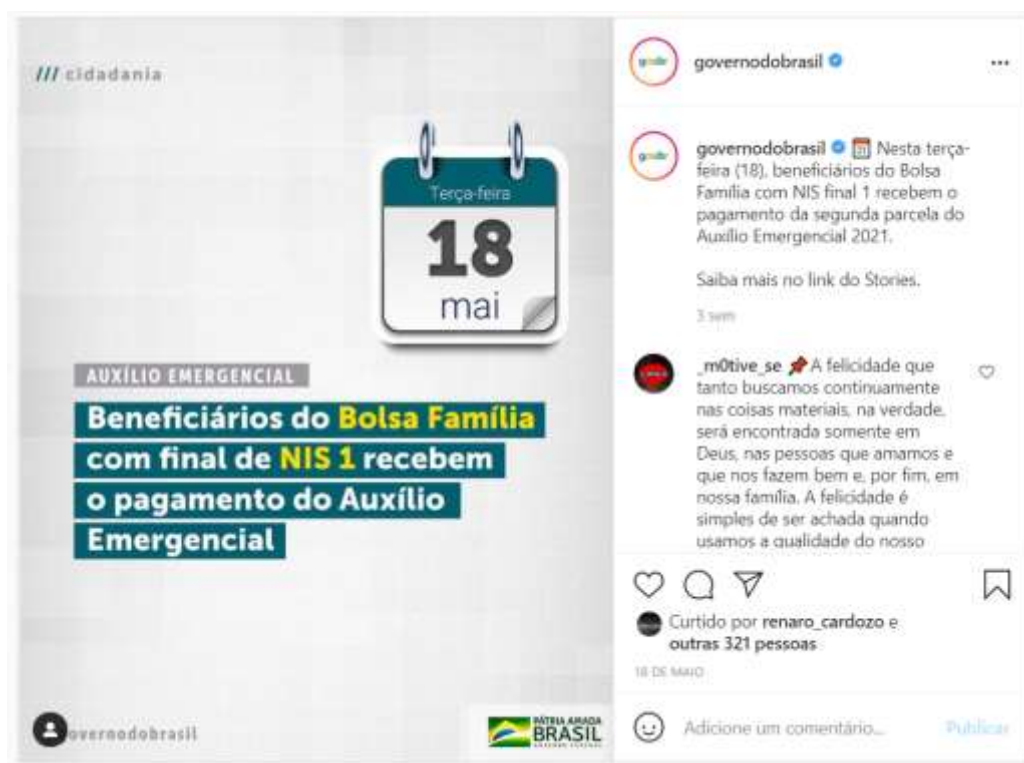 /// cidadania
Terça-feira
18
mai
AUXÍLIO EMERGENCIAL
Beneficiários do Bolsa Família
com final de NIS 1 recebem
o pagamento do Auxílio
Emergencial
overnodobrasil
PÁTRIA AMADA
BRASIL
GOVERNO FEDERAL
governodobrasil
governodobrasil Nesta terça-
feira (18), beneficiários do Bolsa
Família com NIS final 1 recebem o
pagamento da segunda parcela do
Auxílio Emergencial 2021.
Saiba mais no link do Stories.
3 sem
_m0tive_se 📌 A felicidade que
tanto buscamos continuamente
nas coisas materiais, na verdade,
será encontrada somente em
Deus, nas pessoas que amamos e
que nos fazem bem e, por fim, em
nossa família. A felicidade é
simples de ser achada quando
usamos a qualidade do nosso
Curtido por renaro_cardozo e
outras 321 pessoas
18 DE MAIO
Adicione um comentário...
Publicar